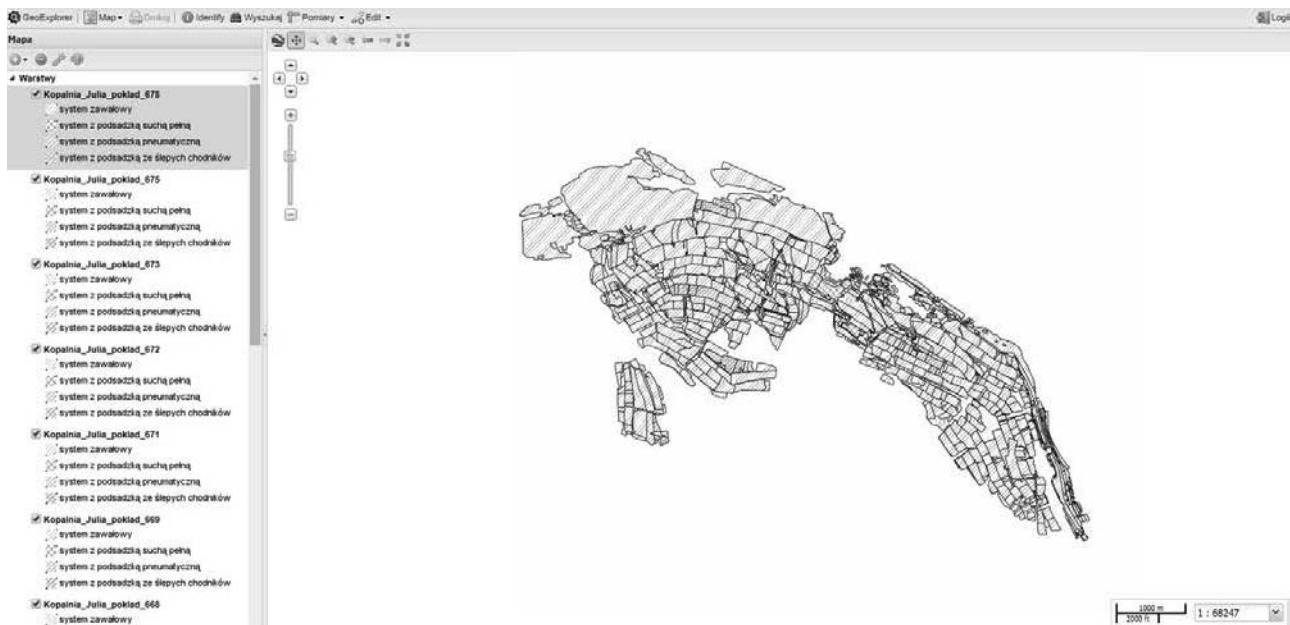 GeoExplorer Map Drukuj Identify Wyszukaj Pomiary Edit Login
Mapa
Warstwy
Kopalnia_Julia_poklad_678
system zawałowy
system z podsadzką suchą pełną
system z podsadzką pneumatyczną
system z podsadzką ze ślepych chodników
Kopalnia_Julia_poklad_675
system zawałowy
system z podsadzką suchą pełną
system z podsadzką pneumatyczną
system z podsadzką ze ślepych chodników
Kopalnia_Julia_poklad_673
system zawałowy
system z podsadzką suchą pełną
system z podsadzką pneumatyczną
system z podsadzką ze ślepych chodników
Kopalnia_Julia_poklad_672
system zawałowy
system z podsadzką suchą pełną
system z podsadzką pneumatyczną
system z podsadzką ze ślepych chodników
Kopalnia_Julia_poklad_671
system zawałowy
system z podsadzką suchą pełną
system z podsadzką pneumatyczną
system z podsadzką ze ślepych chodników
Kopalnia_Julia_poklad_669
system zawałowy
system z podsadzką suchą pełną
system z podsadzką pneumatyczną
system z podsadzką ze ślepych chodników
Kopalnia_Julia_poklad_668
system zawałowy
1000 m
2000 ft
1 : 68247